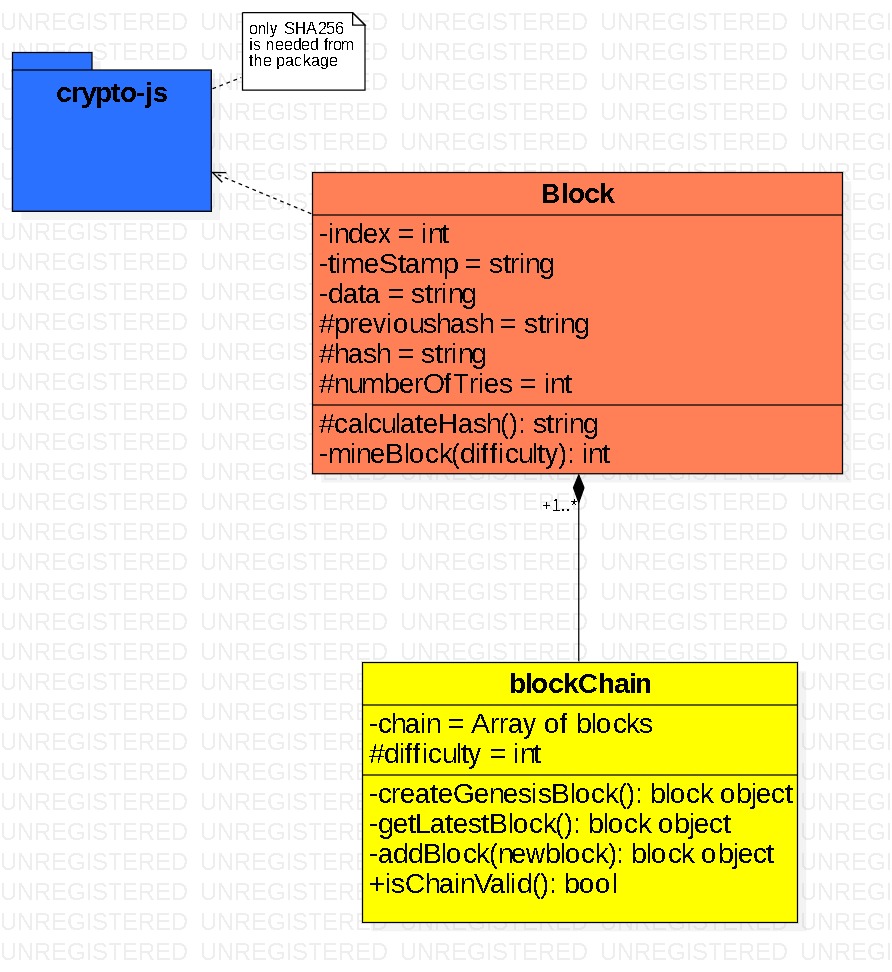 only SHA256
is needed from
the package
crypto-js
Block
-index = int
-timeStamp = string
-data = string
#previoushash = string
#hash = string
#numberOfTries = int
#calculateHash(): string
-mineBlock(difficulty): int
+1..*
blockChain
-chain = Array of blocks
#difficulty = int
-createGenesisBlock(): block object
-getLatestBlock(): block object
-addBlock(newblock): block object
+isChainValid(): bool
UNREGISTERED